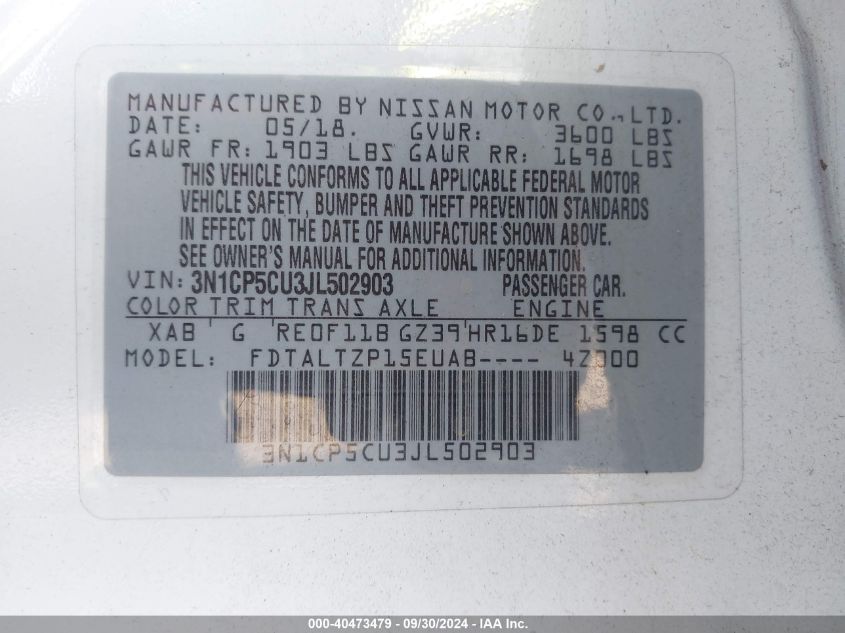 MANUFACTURED BY NISSAN MOTOR CO., LTD.
DATE: 05/18. GVWR: 3600 LBS
GAWR FR: 1903 LBS GAWR RR: 1698 LBS
THIS VEHICLE CONFORMS TO ALL APPLICABLE FEDERAL MOTOR
VEHICLE SAFETY, BUMPER AND THEFT PREVENTION STANDARDS
IN EFFECT ON THE DATE OF MANUFACTURE SHOWN ABOVE.
SEE OWNER'S MANUAL FOR ADDITIONAL INFORMATION.
VIN: 3N1CP5CU3JL502903 PASSENGER CAR.
COLOR TRIM TRANS AXLE ENGINE
XAB G RE0F11B GZ39 HR16DE 1598 CC
MODEL: FDTALTZP15EUAB---- 4Z000
3N1CP5CU3JL502903
000-40473479 - 09/30/2024 - IAA Inc.